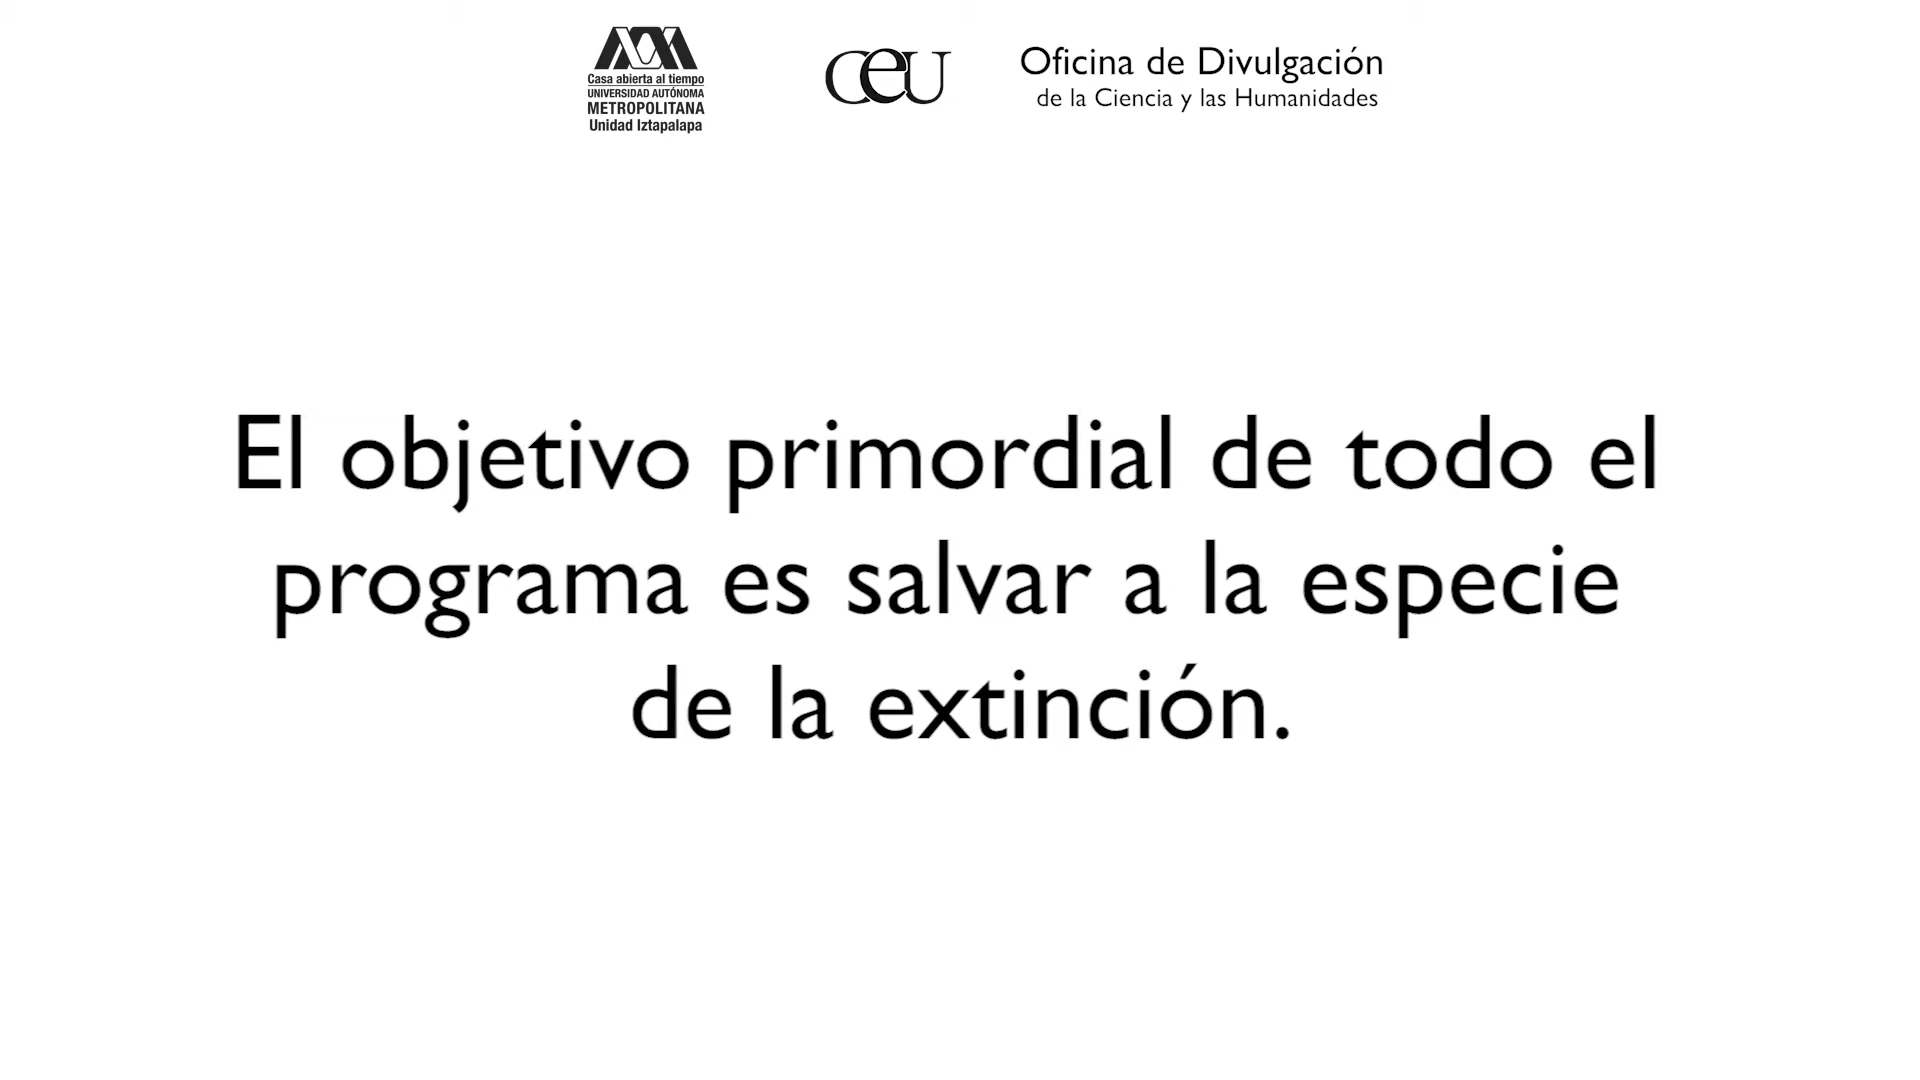 Casa abierta al tiempo
UNIVERSIDAD AUTÓNOMA
METROPOLITANA
Unidad Iztapalapa
ceu
Oficina de Divulgación
de la Ciencia y las Humanidades
El objetivo primordial de todo el
programa es salvar a la especie
de la extinción.